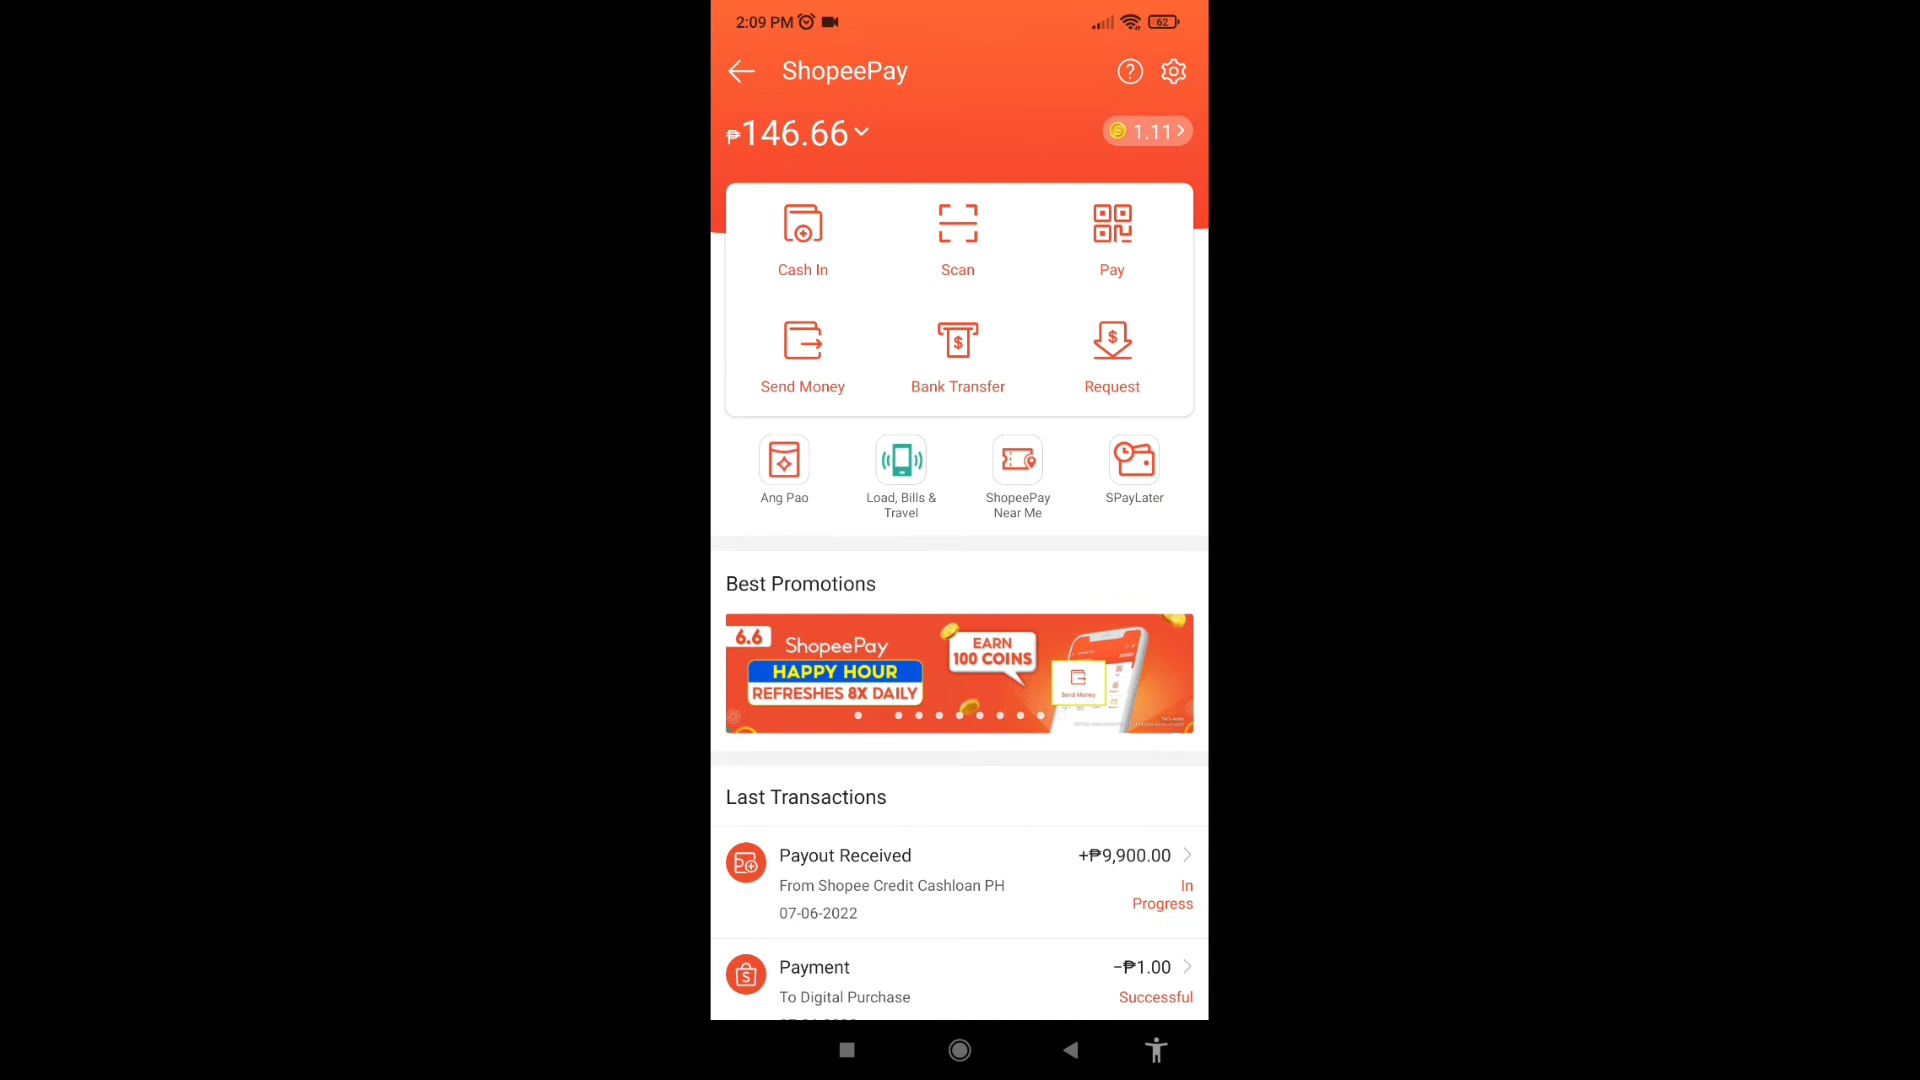 2:09 PM
62
ShopeePay
₱146.66
1.11
Cash In
Scan
Pay
Send Money
Bank Transfer
Request
Ang Pao
Load, Bills &
Travel
ShopeePay
Near Me
SPayLater
Best Promotions
6.6
ShopeePay
HAPPY HOUR
REFRESHES 8X DAILY
EARN
100 COINS
Send Money
Last Transactions
Payout Received
+₱9,900.00
From Shopee Credit Cashloan PH
In
Progress
07-06-2022
Payment
-₱1.00
To Digital Purchase
Successful